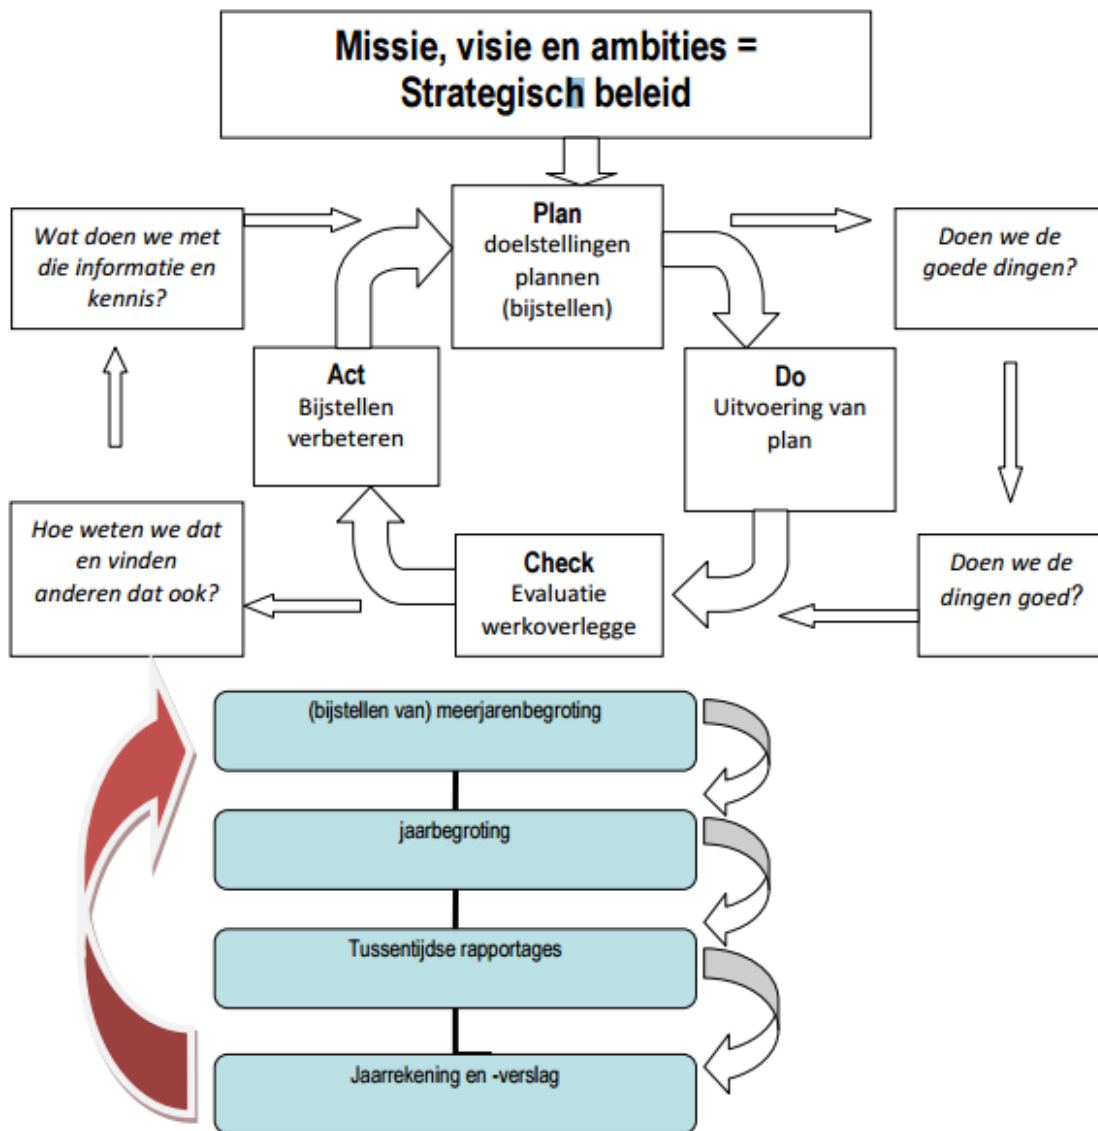 Missie, visie en ambities =
Strategisch beleid
Plan
doelstellingen
plannen
(bijstellen)
Wat doen we met
die informatie en
kennis?
Doen we de
goede dingen?
Act
Bijstellen
verbeteren
Do
Uitvoering van
plan
Hoe weten we dat
en vinden
anderen dat ook?
Check
Evaluatie
werkoverlegge
Doen we de
dingen goed?
(bijstellen van) meerjarenbegroting
jaarbegroting
Tussentijdse rapportages
Jaarrekening en -verslag